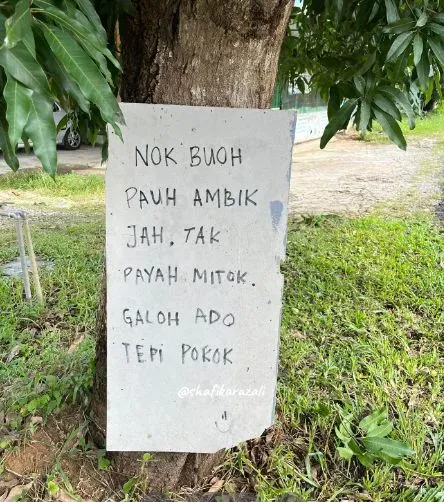 NOK BUOH
PAUH AMBIK
JAH. TAK
PAYAH MITOK.
GALOH ADO
TEPI POKOK
@shafikarazali